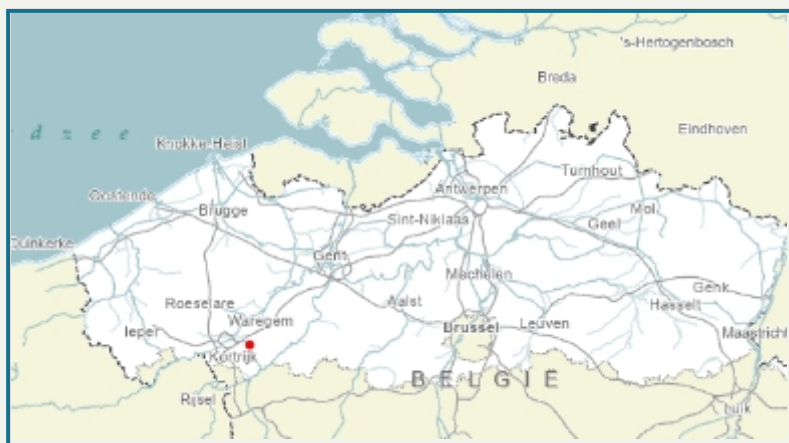 's-Hertogenbosch
Breda
Eindhoven
d z e e
Knokke-Heist
Turnhout
Antwerpen
Oostende
Brugge
Mol
Sint-Niklaas
Geel
Duinkerke
Gent
Mechelen
Genk
Roeselare
Aalst
Hasselt
Waregem
Ieper
Brussel
Leuven
Maastricht
Kortrijk
BELGIË
Rijsel
Luik